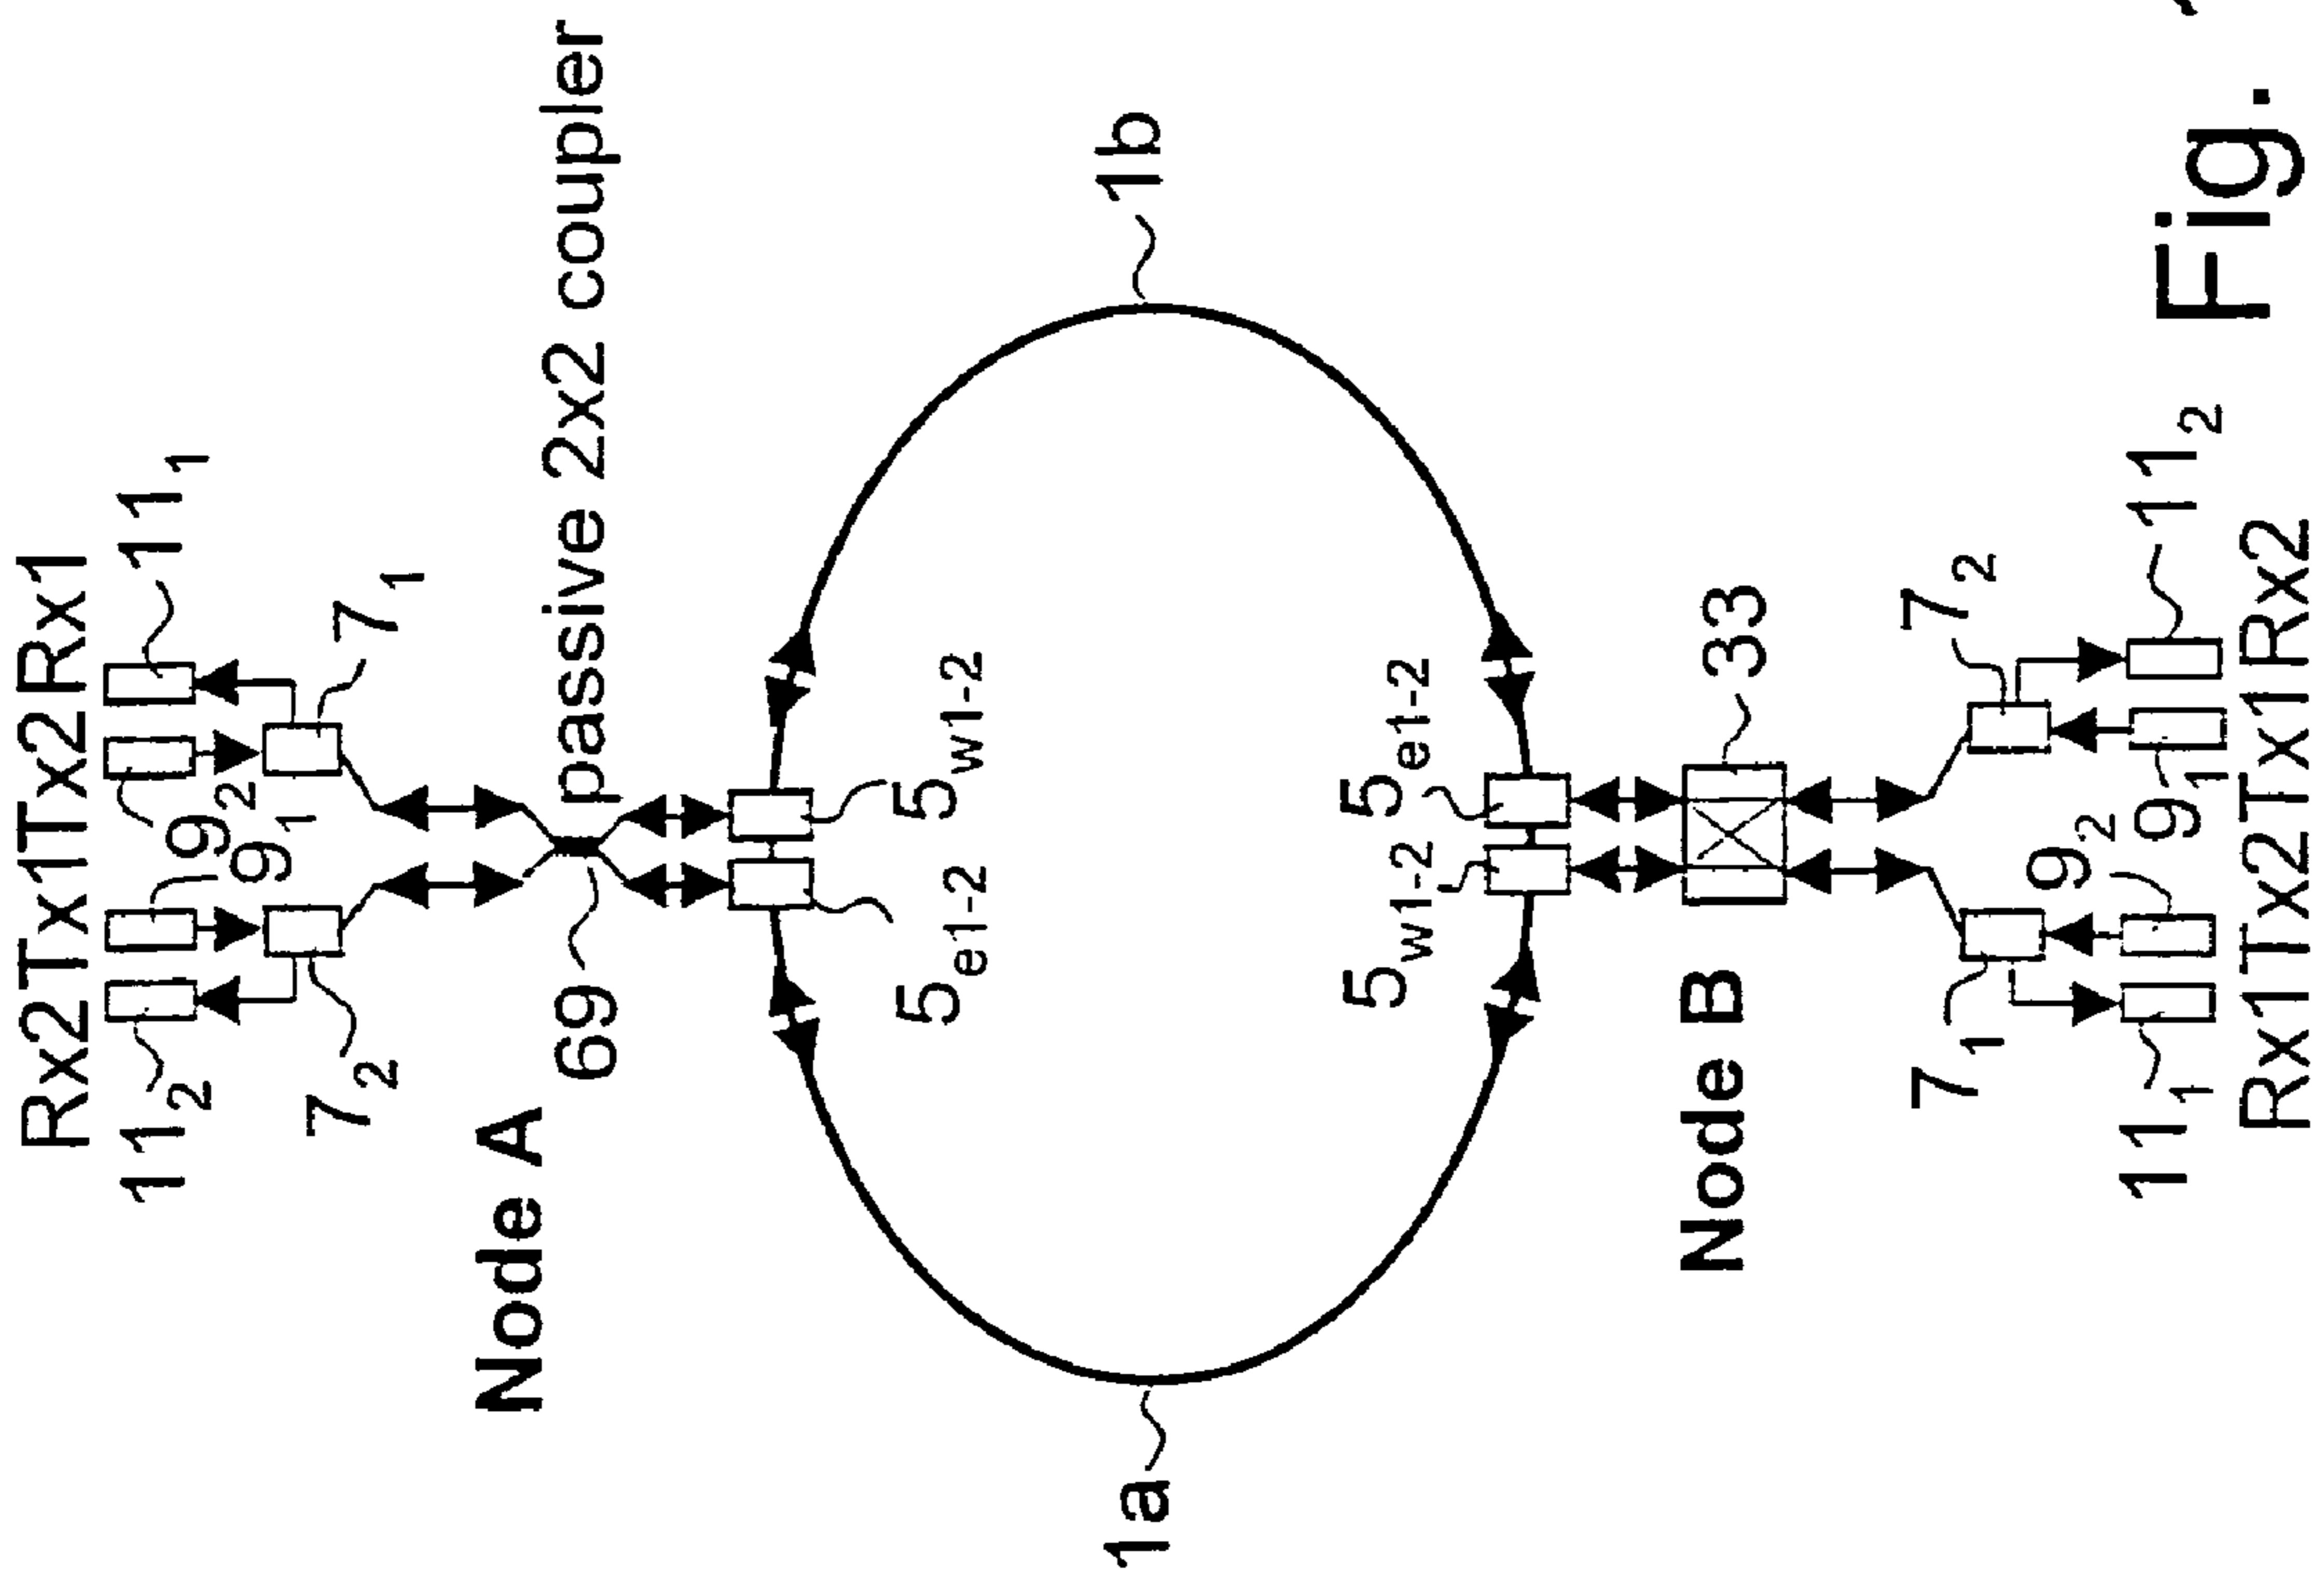 Rx2Tx1Tx2Rx1
11₂
9₁
9₂
11₁
7₂
7₁
Node A
69
passive 2x2 coupler
5e1-2
5w1-2
1a
1b
5w1-2
5e1-2
Node B
33
7₁
7₂
11₁
9₂
9₁
11₂
Rx1Tx2Tx1Rx2
Fig.